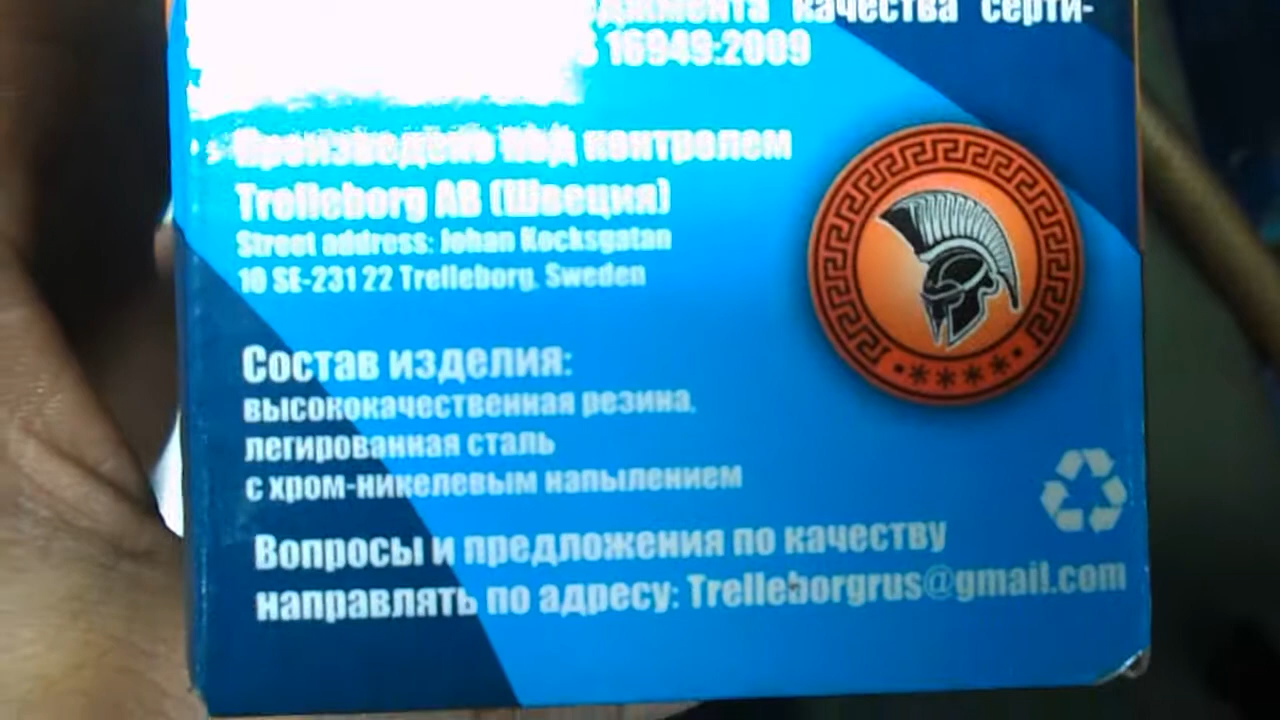 качества серти-
16949:2009
Произведено под контролем
Trelleborg AB (Швеция)
Street address: Johan Kocksgatan
10 SE-231 22 Trelleborg, Sweden
Состав изделия:
высококачественная резина,
легированная сталь
с хром-никелевым напылением
Вопросы и предложения по качеству
направлять по адресу: Trelleborgrus@gmail.com